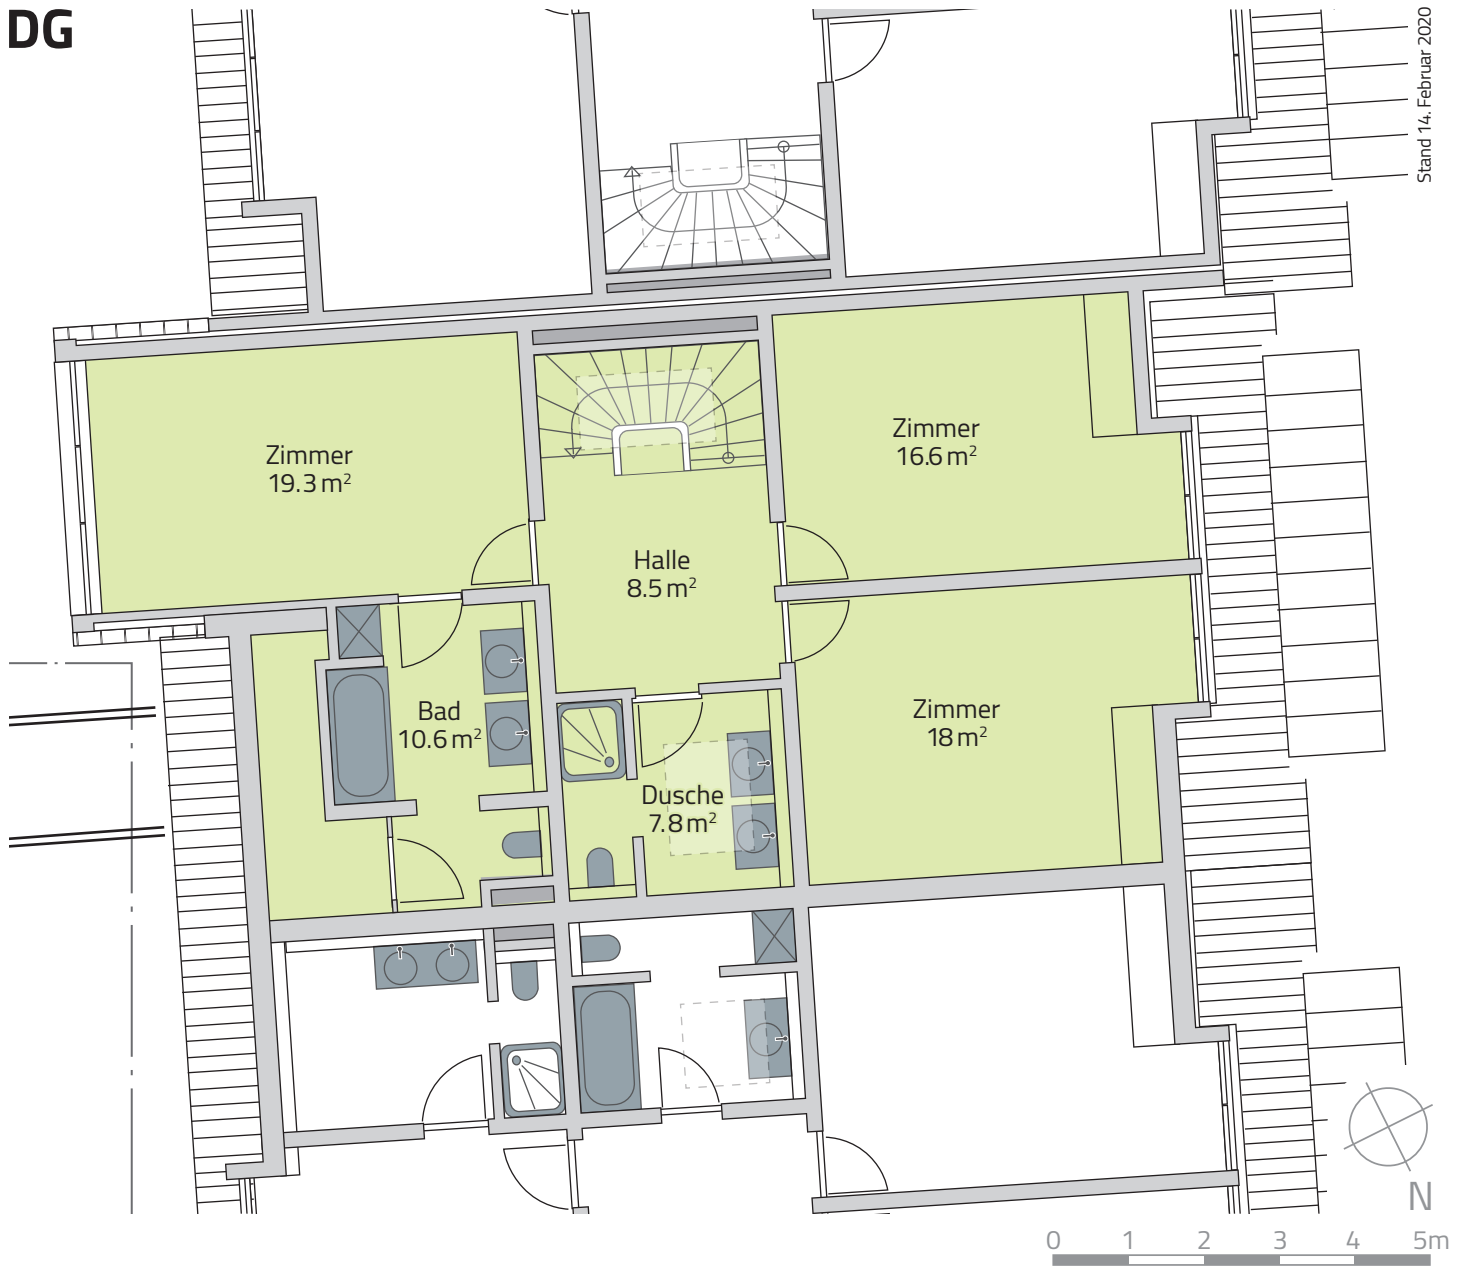 DG
Stand 14. Februar 2020
Zimmer
19.3 m²
Zimmer
16.6 m²
Halle
8.5 m²
Bad
10.6 m²
Zimmer
18 m²
Dusche
7.8 m²
N
0 1 2 3 4 5m